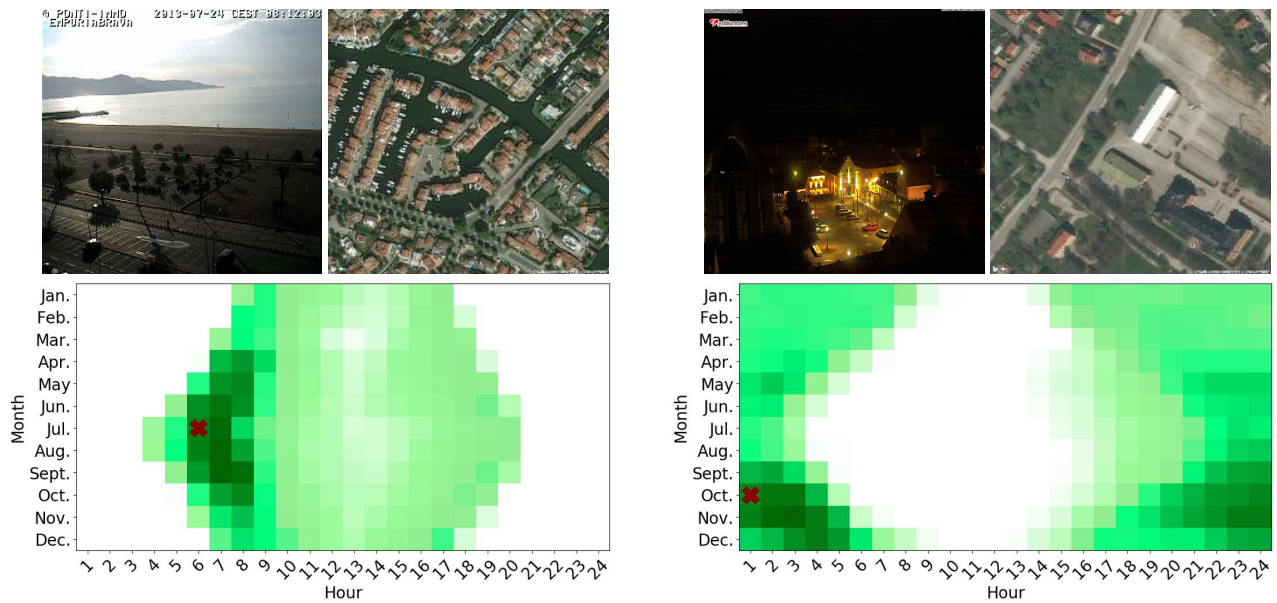 © PONTI-IMMO 2013-07-24 CEST 08:12:03
EMPURIABRAVA
Month
Jan.
Feb.
Mar.
Apr.
May
Jun.
Jul.
Aug.
Sept.
Oct.
Nov.
Dec.
1 2 3 4 5 6 7 8 9 10 11 12 13 14 15 16 17 18 19 20 21 22 23 24
Hour
Month
Jan.
Feb.
Mar.
Apr.
May
Jun.
Jul.
Aug.
Sept.
Oct.
Nov.
Dec.
1 2 3 4 5 6 7 8 9 10 11 12 13 14 15 16 17 18 19 20 21 22 23 24
Hour